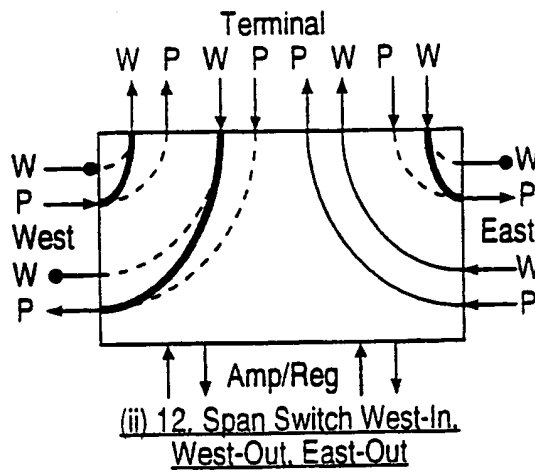 Terminal
W P W P P W P W
W W
P P
West East
W W
P P
Amp/Reg
(ii) 12, Span Switch West-In,
West-Out, East-Out